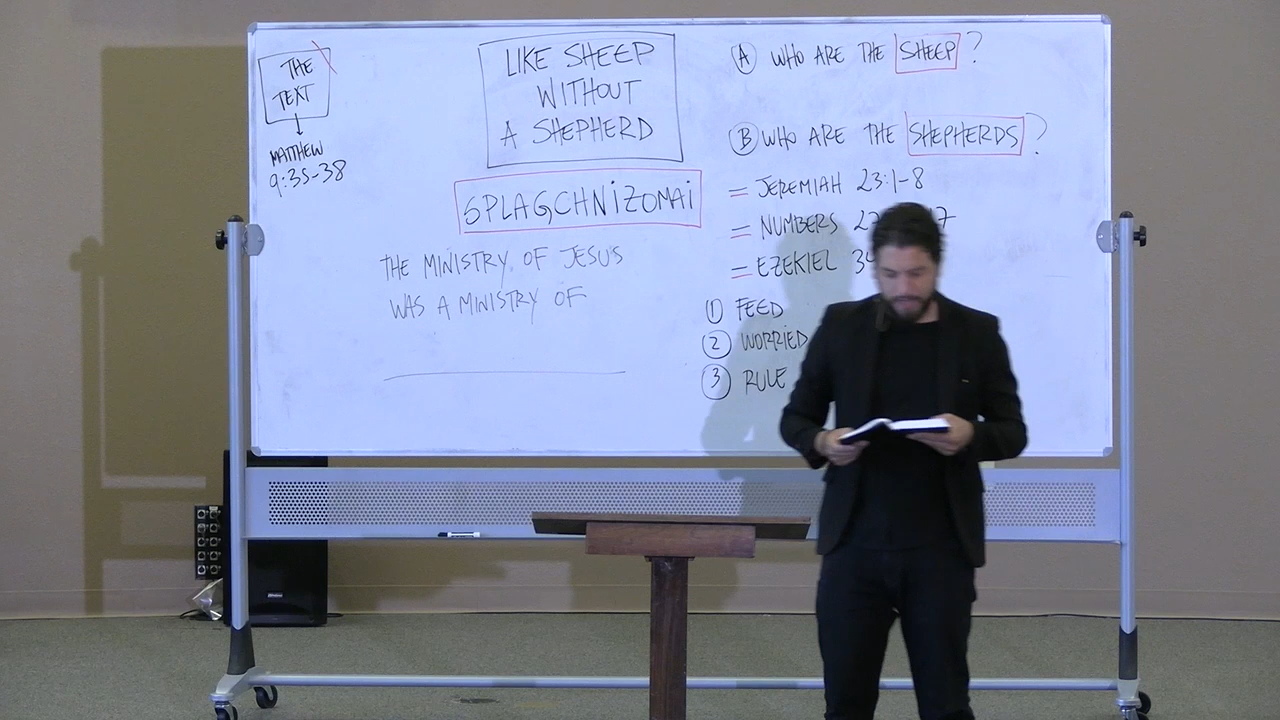 THE
TEXT
MATTHEW
9:35-38
LIKE SHEEP
WITHOUT
A SHEPHERD
SPLAGCHNiZOMAi
THE MINISTRY OF JESUS
WAS A MINISTRY OF
A WHO ARE THE SHEEP?
B WHO ARE THE SHEPHERDS?
= JEREMIAH 23:1-8
= NUMBERS 27
= EZEKIEL
1 FEED
2 WORRIED
3 RULE